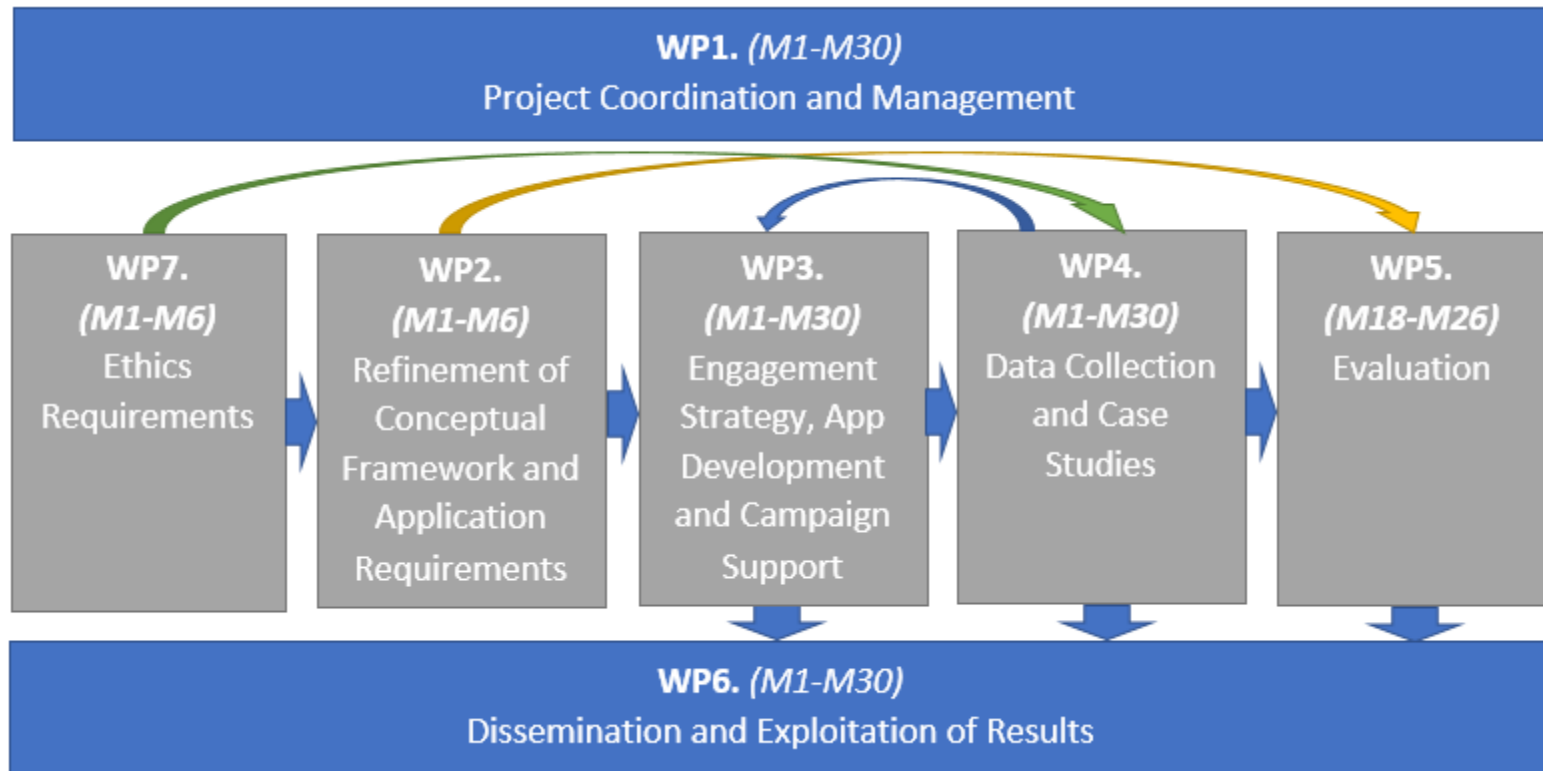 WP1. (M1-M30)
Project Coordination and Management
WP7.
(M1-M6)
Ethics
Requirements
WP2.
(M1-M6)
Refinement of
Conceptual
Framework and
Application
Requirements
WP3.
(M1-M30)
Engagement
Strategy, App
Development
and Campaign
Support
WP4.
(M1-M30)
Data Collection
and Case
Studies
WP5.
(M18-M26)
Evaluation
WP6. (M1-M30)
Dissemination and Exploitation of Results